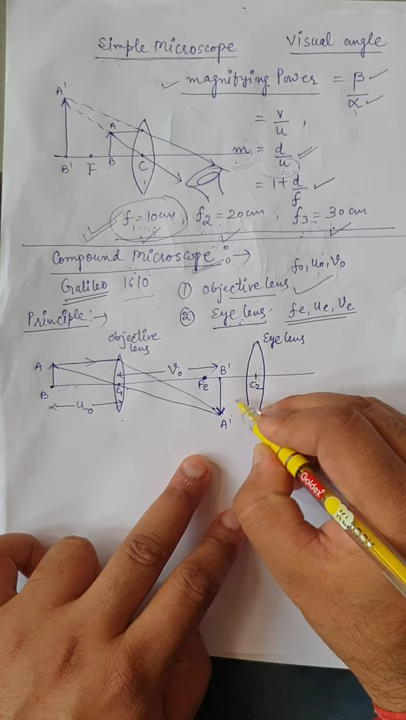 Simple Microscope Visual angle
magnifying Power = β/α
= v/u ,
m = d/u
= 1+ d/f
A'
A
B' F B C
f1 = 10cm , f2 = 20cm , f3 = 30cm
Compound Microscope :→
fo, uo, vo
Galileo 1610 ① objective lens
Principle :→ ② Eye lens fe, ue, ve
objective lens
Eye lens
A Vo B'
B C1 Fe C2
uo
A'
Goldex